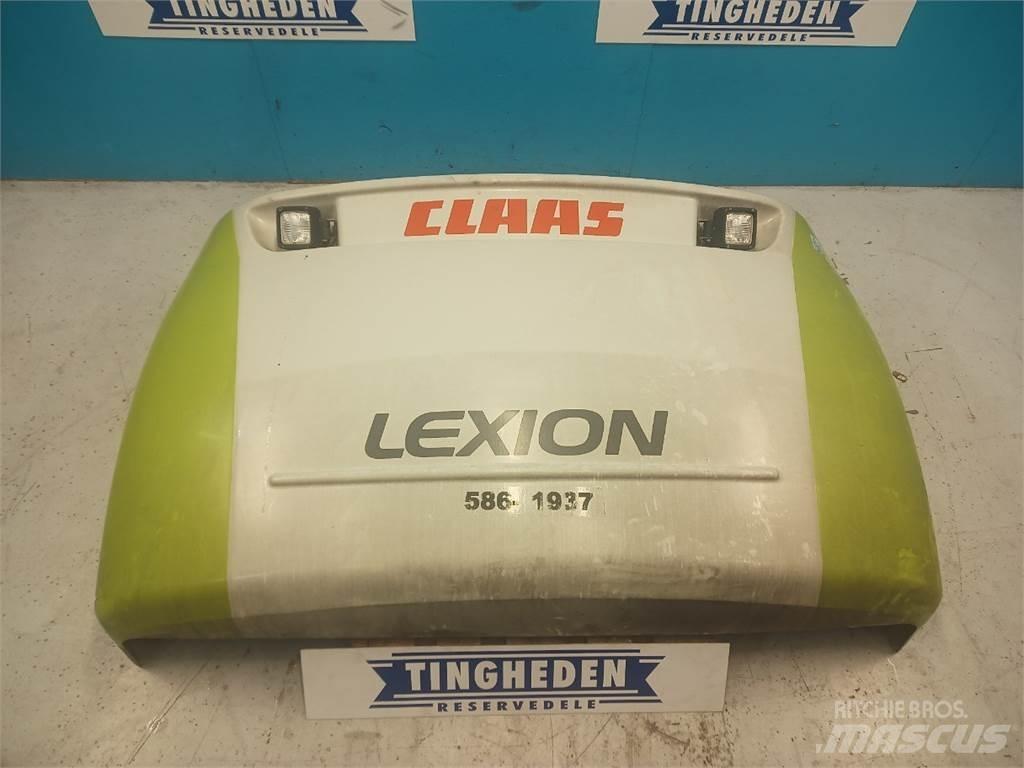 TINGHEDEN
RESERVEDELE
TINGHEDEN
RESERVEDELE
CLAAS
LEXION
586- 1937
TINGHEDEN
RESERVEDELE
RITCHIE BROS.
MASCUS